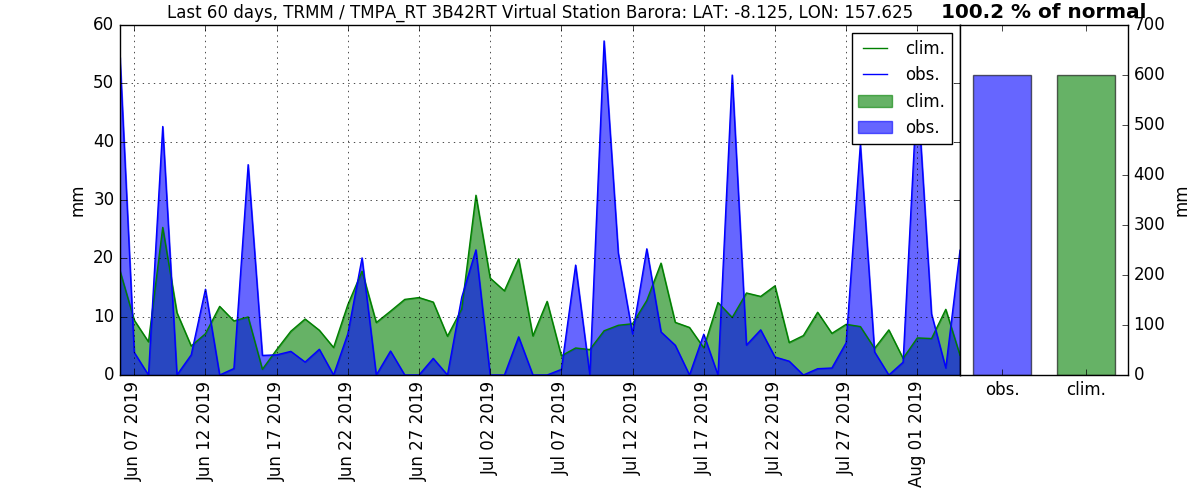 Last 60 days, TRMM / TMPA_RT 3B42RT Virtual Station Barora: LAT: -8.125, LON: 157.625
100.2 % of normal
60
50
40
30
20
10
0
mm
clim.
obs.
clim.
obs.
700
600
500
400
300
200
100
0
mm
obs.
clim.
Jun 07 2019
Jun 12 2019
Jun 17 2019
Jun 22 2019
Jun 27 2019
Jul 02 2019
Jul 07 2019
Jul 12 2019
Jul 17 2019
Jul 22 2019
Jul 27 2019
Aug 01 2019